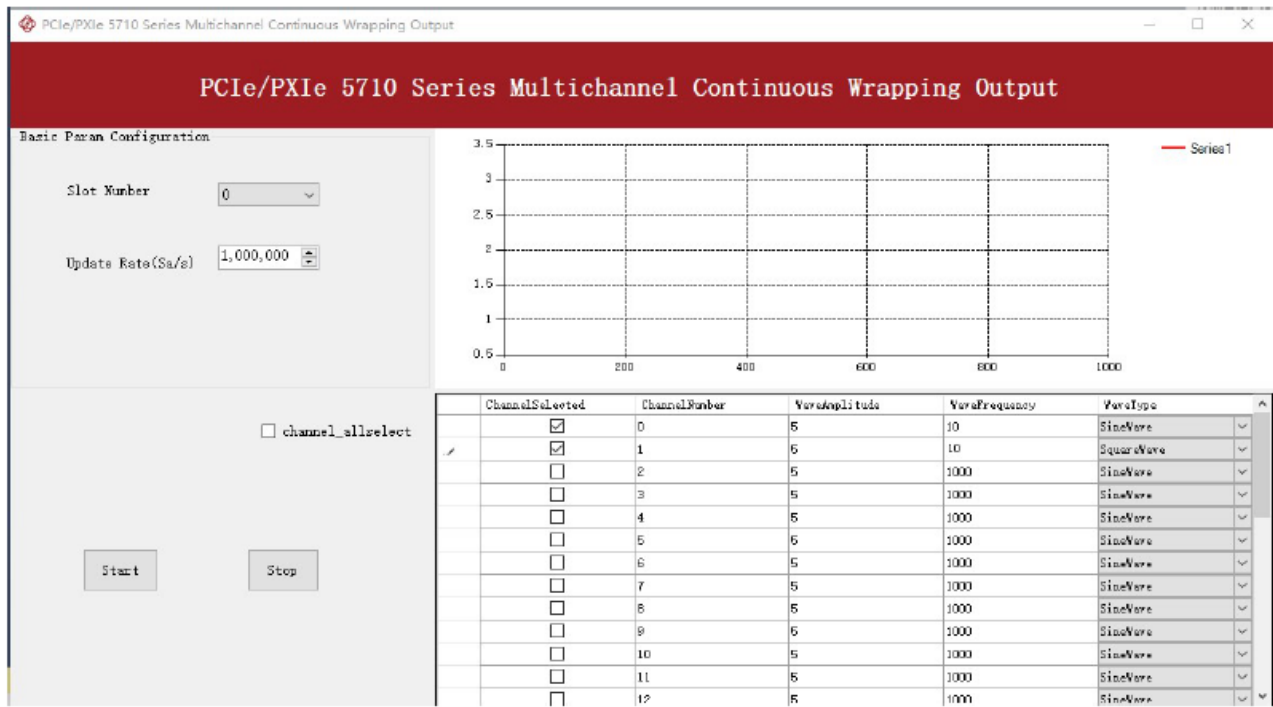 PCIe/PXIe 5710 Series Multichannel Continuous Wrapping Output
PCIe/PXIe 5710 Series Multichannel Continuous Wrapping Output
Basic Param Configuration
Slot Number 0
Update Rate(Sa/s) 1,000,000
3.5
3
2.5
2
1.5
1
0.5
0 200 400 600 800 1000
Series1
channel_allselect
Start Stop
ChannelSelected ChannelNumber WaveAmplitude WaveFrequency WaveType
0 5 10 SineWave
1 5 10 SquareWave
2 5 1000 SineWave
3 5 1000 SineWave
4 5 1000 SineWave
5 5 1000 SineWave
6 5 1000 SineWave
7 5 1000 SineWave
8 5 1000 SineWave
9 5 1000 SineWave
10 5 1000 SineWave
11 5 1000 SineWave
12 5 1000 SineWave